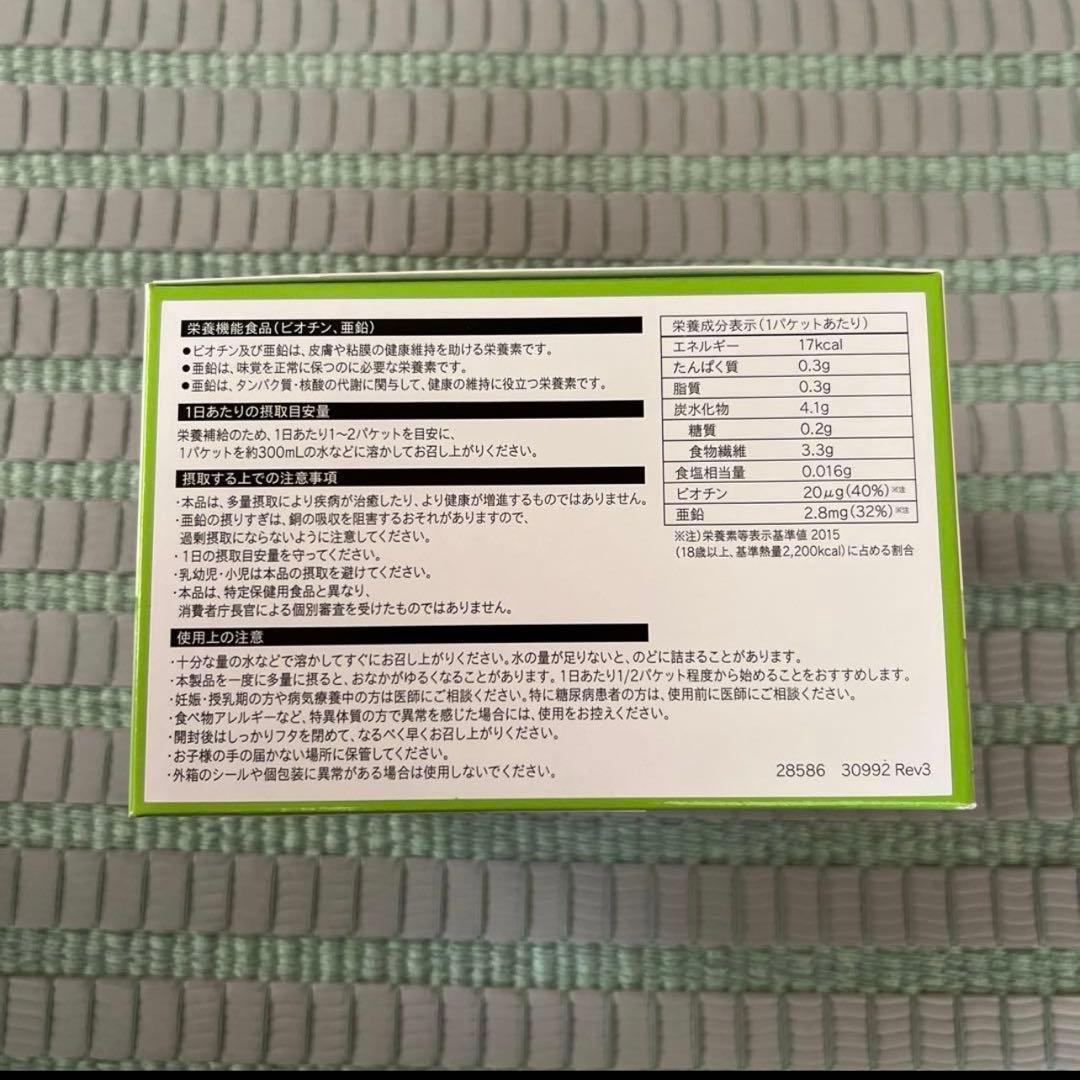 栄養機能食品(ビオチン、亜鉛)
●ビオチン及び亜鉛は、皮膚や粘膜の健康維持を助ける栄養素です。
●亜鉛は、味覚を正常に保つのに必要な栄養素です。
●亜鉛は、タンパク質・核酸の代謝に関与して、健康の維持に役立つ栄養素です。
1日あたりの摂取目安量
栄養補給のため、1日あたり1〜2パケットを目安に、
1パケットを約300mLの水などに溶かしてお召し上がりください。
摂取する上での注意事項
・本品は、多量摂取により疾病が治癒したり、より健康が増進するものではありません。
・亜鉛の摂りすぎは、銅の吸収を阻害するおそれがありますので、
過剰摂取にならないように注意してください。
・1日の摂取目安量を守ってください。
・乳幼児・小児は本品の摂取を避けてください。
・本品は、特定保健用食品と異なり、
消費者庁長官による個別審査を受けたものではありません。
使用上の注意
・十分な量の水などで溶かしてすぐにお召し上がりください。水の量が足りないと、のどに詰まることがあります。
・本製品を一度に多量に摂ると、おなかがゆるくなることがあります。1日あたり1/2パケット程度から始めることをおすすめします。
・妊娠・授乳期の方や病気療養中の方は医師にご相談ください。特に糖尿病患者の方は、使用前に医師にご相談ください。
・食べ物アレルギーなど、特異体質の方で異常を感じた場合には、使用をお控えください。
・開封後はしっかりフタを閉めて、なるべく早くお召し上がりください。
・お子様の手の届かない場所に保管してください。
・外箱のシールや個包装に異常がある場合は使用しないでください。
栄養成分表示(1パケットあたり)
エネルギー 17kcal
たんぱく質 0.3g
脂質 0.3g
炭水化物 4.1g
糖質 0.2g
食物繊維 3.3g
食塩相当量 0.016g
ビオチン 20μg(40%)※注
亜鉛 2.8mg(32%)※注
※注)栄養素等表示基準値 2015
(18歳以上、基準熱量2,200kcal)に占める割合
28586 30992 Rev3